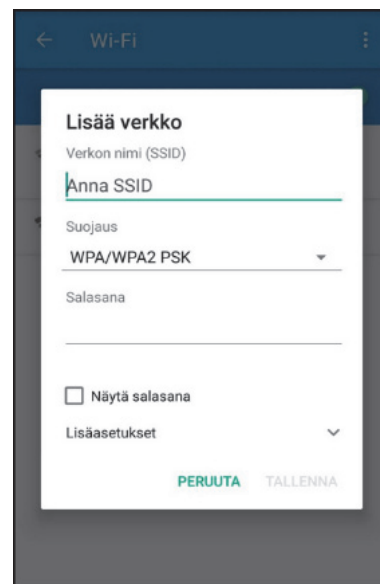 Wi-Fi
Lisää verkko
Verkon nimi (SSID)
Anna SSID
Suojaus
WPA/WPA2 PSK
Salasana
Näytä salasana
Lisäasetukset
PERUUTA TALLENNA